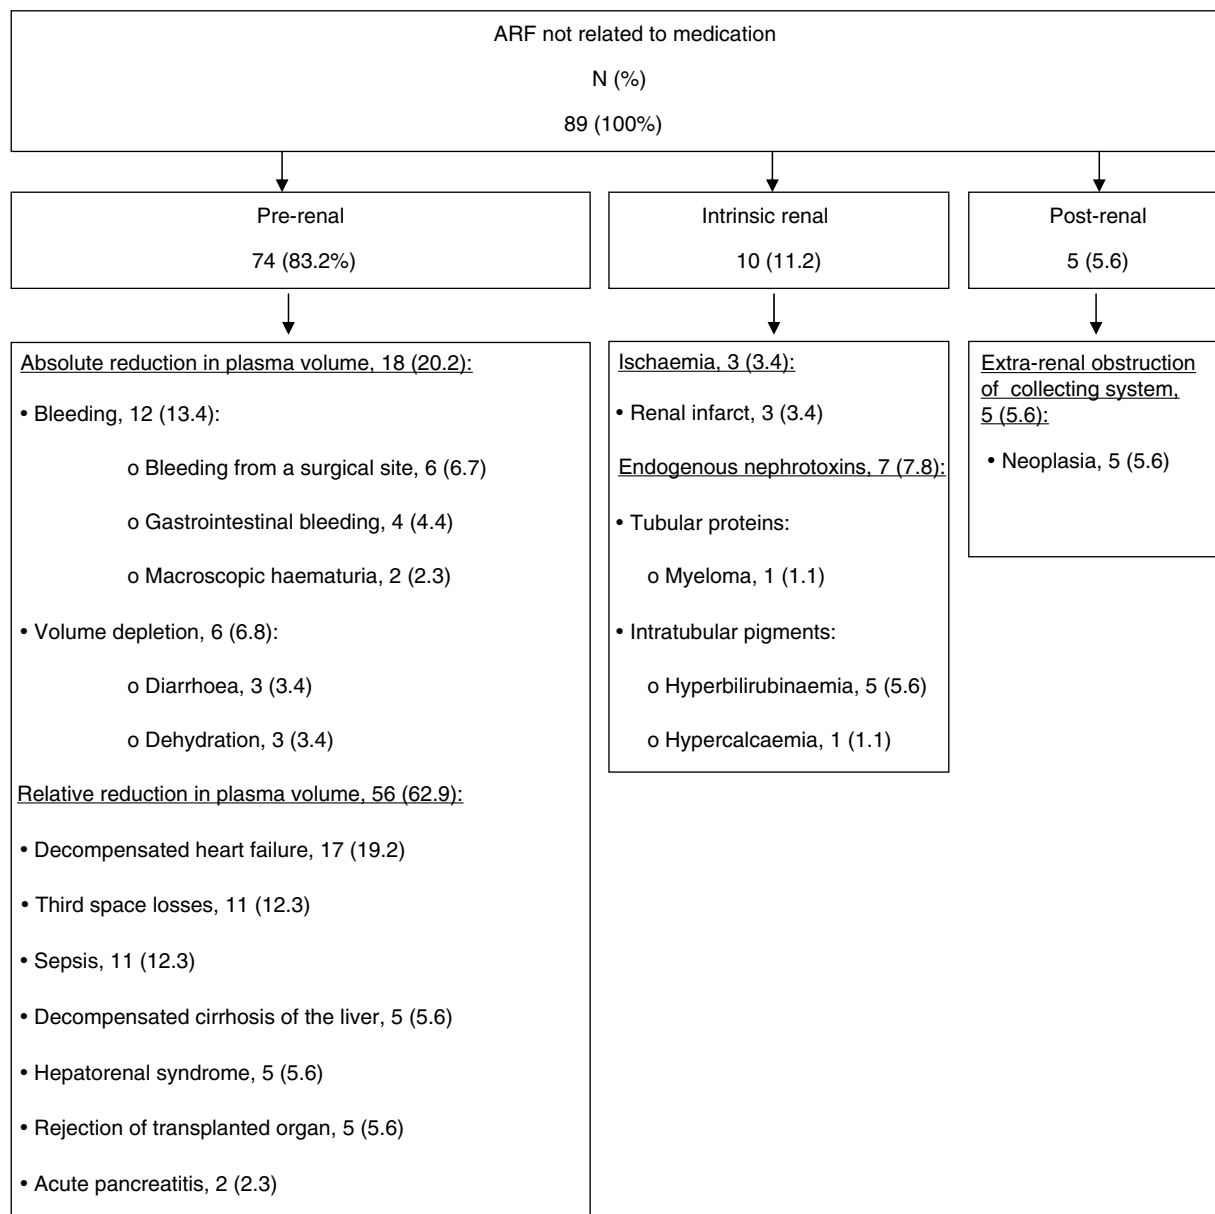 ARF not related to medication
N (%)
89 (100%)
Pre-renal
74 (83.2%)
Intrinsic renal
10 (11.2)
Post-renal
5 (5.6)
Absolute reduction in plasma volume, 18 (20.2):
• Bleeding, 12 (13.4):
o Bleeding from a surgical site, 6 (6.7)
o Gastrointestinal bleeding, 4 (4.4)
o Macroscopic haematuria, 2 (2.3)
• Volume depletion, 6 (6.8):
o Diarrhoea, 3 (3.4)
o Dehydration, 3 (3.4)
Relative reduction in plasma volume, 56 (62.9):
• Decompensated heart failure, 17 (19.2)
• Third space losses, 11 (12.3)
• Sepsis, 11 (12.3)
• Decompensated cirrhosis of the liver, 5 (5.6)
• Hepatorenal syndrome, 5 (5.6)
• Rejection of transplanted organ, 5 (5.6)
• Acute pancreatitis, 2 (2.3)
Ischaemia, 3 (3.4):
• Renal infarct, 3 (3.4)
Endogenous nephrotoxins, 7 (7.8):
• Tubular proteins:
o Myeloma, 1 (1.1)
• Intratubular pigments:
o Hyperbilirubinaemia, 5 (5.6)
o Hypercalcaemia, 1 (1.1)
Extra-renal obstruction
of collecting system,
5 (5.6):
• Neoplasia, 5 (5.6)